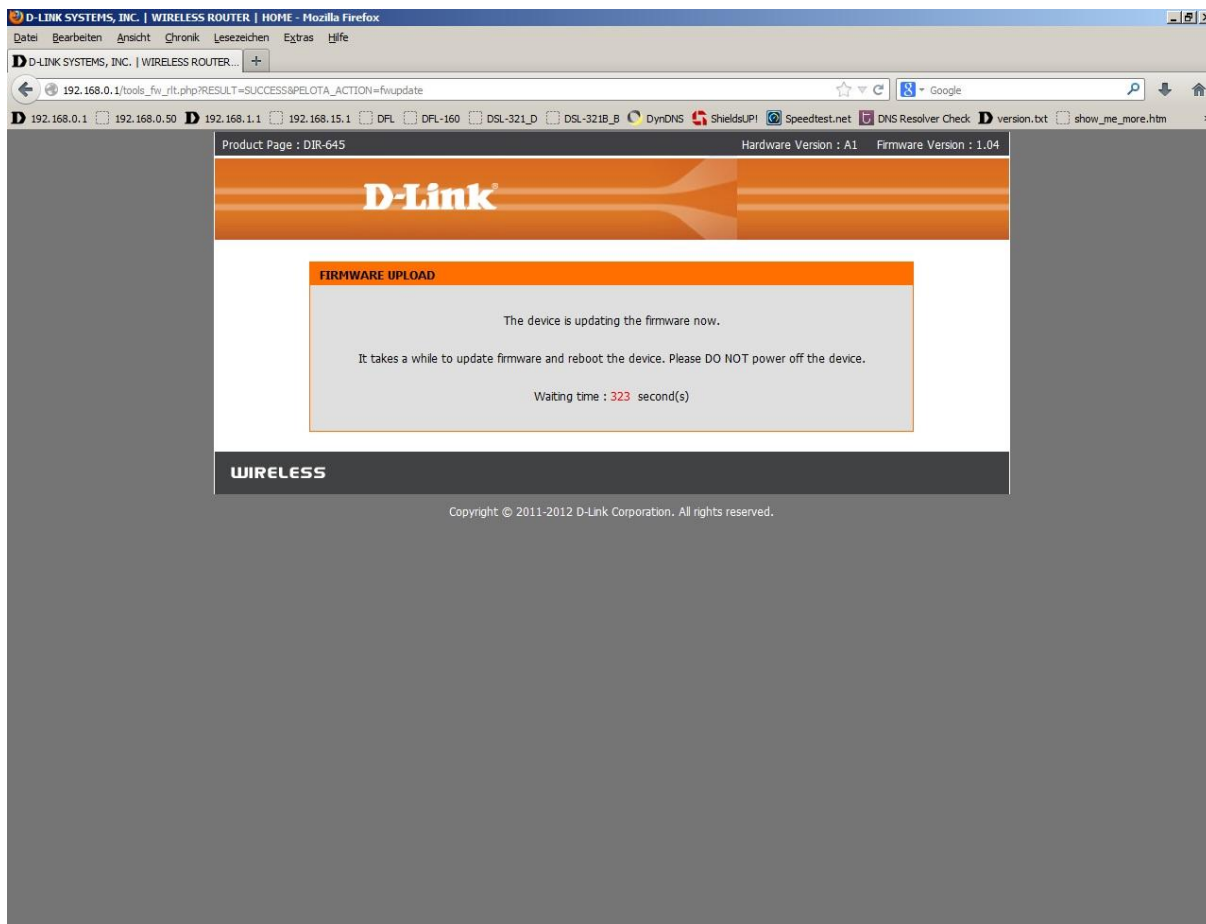 D-LINK SYSTEMS, INC. | WIRELESS ROUTER | HOME - Mozilla Firefox
Datei Bearbeiten Ansicht Chronik Lesezeichen Extras Hilfe
D-LINK SYSTEMS, INC. | WIRELESS ROUTER...
192.168.0.1/tools_fw_rlt.php?RESULT=SUCCESS&PELOTA_ACTION=fwupdate Google
192.168.0.1 192.168.0.50 192.168.1.1 192.168.15.1 DFL DFL-160 DSL-321_D DSL-321B_B DynDNS ShieldsUP! Speedtest.net DNS Resolver Check version.txt show_me_more.htm
Product Page : DIR-645 Hardware Version : A1 Firmware Version : 1.04
D-Link®
FIRMWARE UPLOAD
The device is updating the firmware now.
It takes a while to update firmware and reboot the device. Please DO NOT power off the device.
Waiting time : 323 second(s)
WIRELESS
Copyright © 2011-2012 D-Link Corporation. All rights reserved.